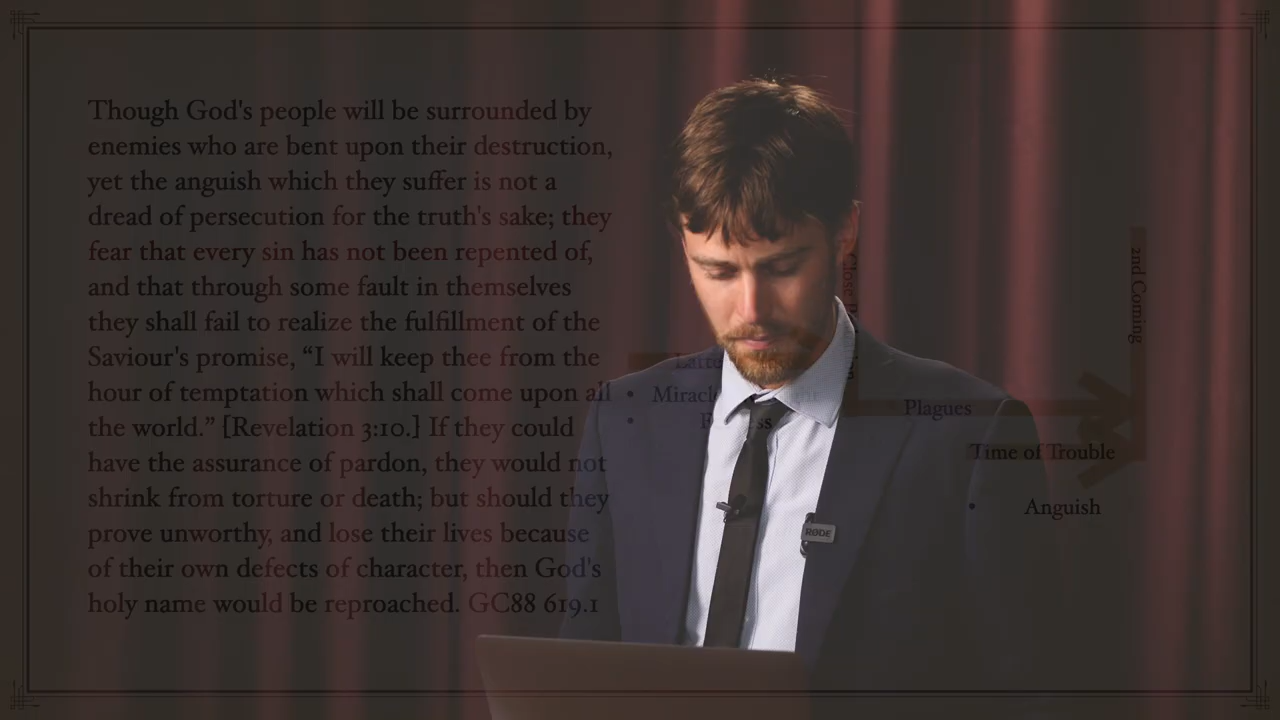 Though God's people will be surrounded by
enemies who are bent upon their destruction,
yet the anguish which they suffer is not a
dread of persecution for the truth's sake; they
fear that every sin has not been repented of,
and that through some fault in themselves
they shall fail to realize the fulfillment of the
Saviour's promise, “I will keep thee from the
hour of temptation which shall come upon all
the world.” [Revelation 3:10.] If they could
have the assurance of pardon, they would not
shrink from torture or death; but should they
prove unworthy, and lose their lives because
of their own defects of character, then God's
holy name would be reproached. GC88 619.1
Close
2nd Coming
Plagues
Time of Trouble
• Anguish
RØDE